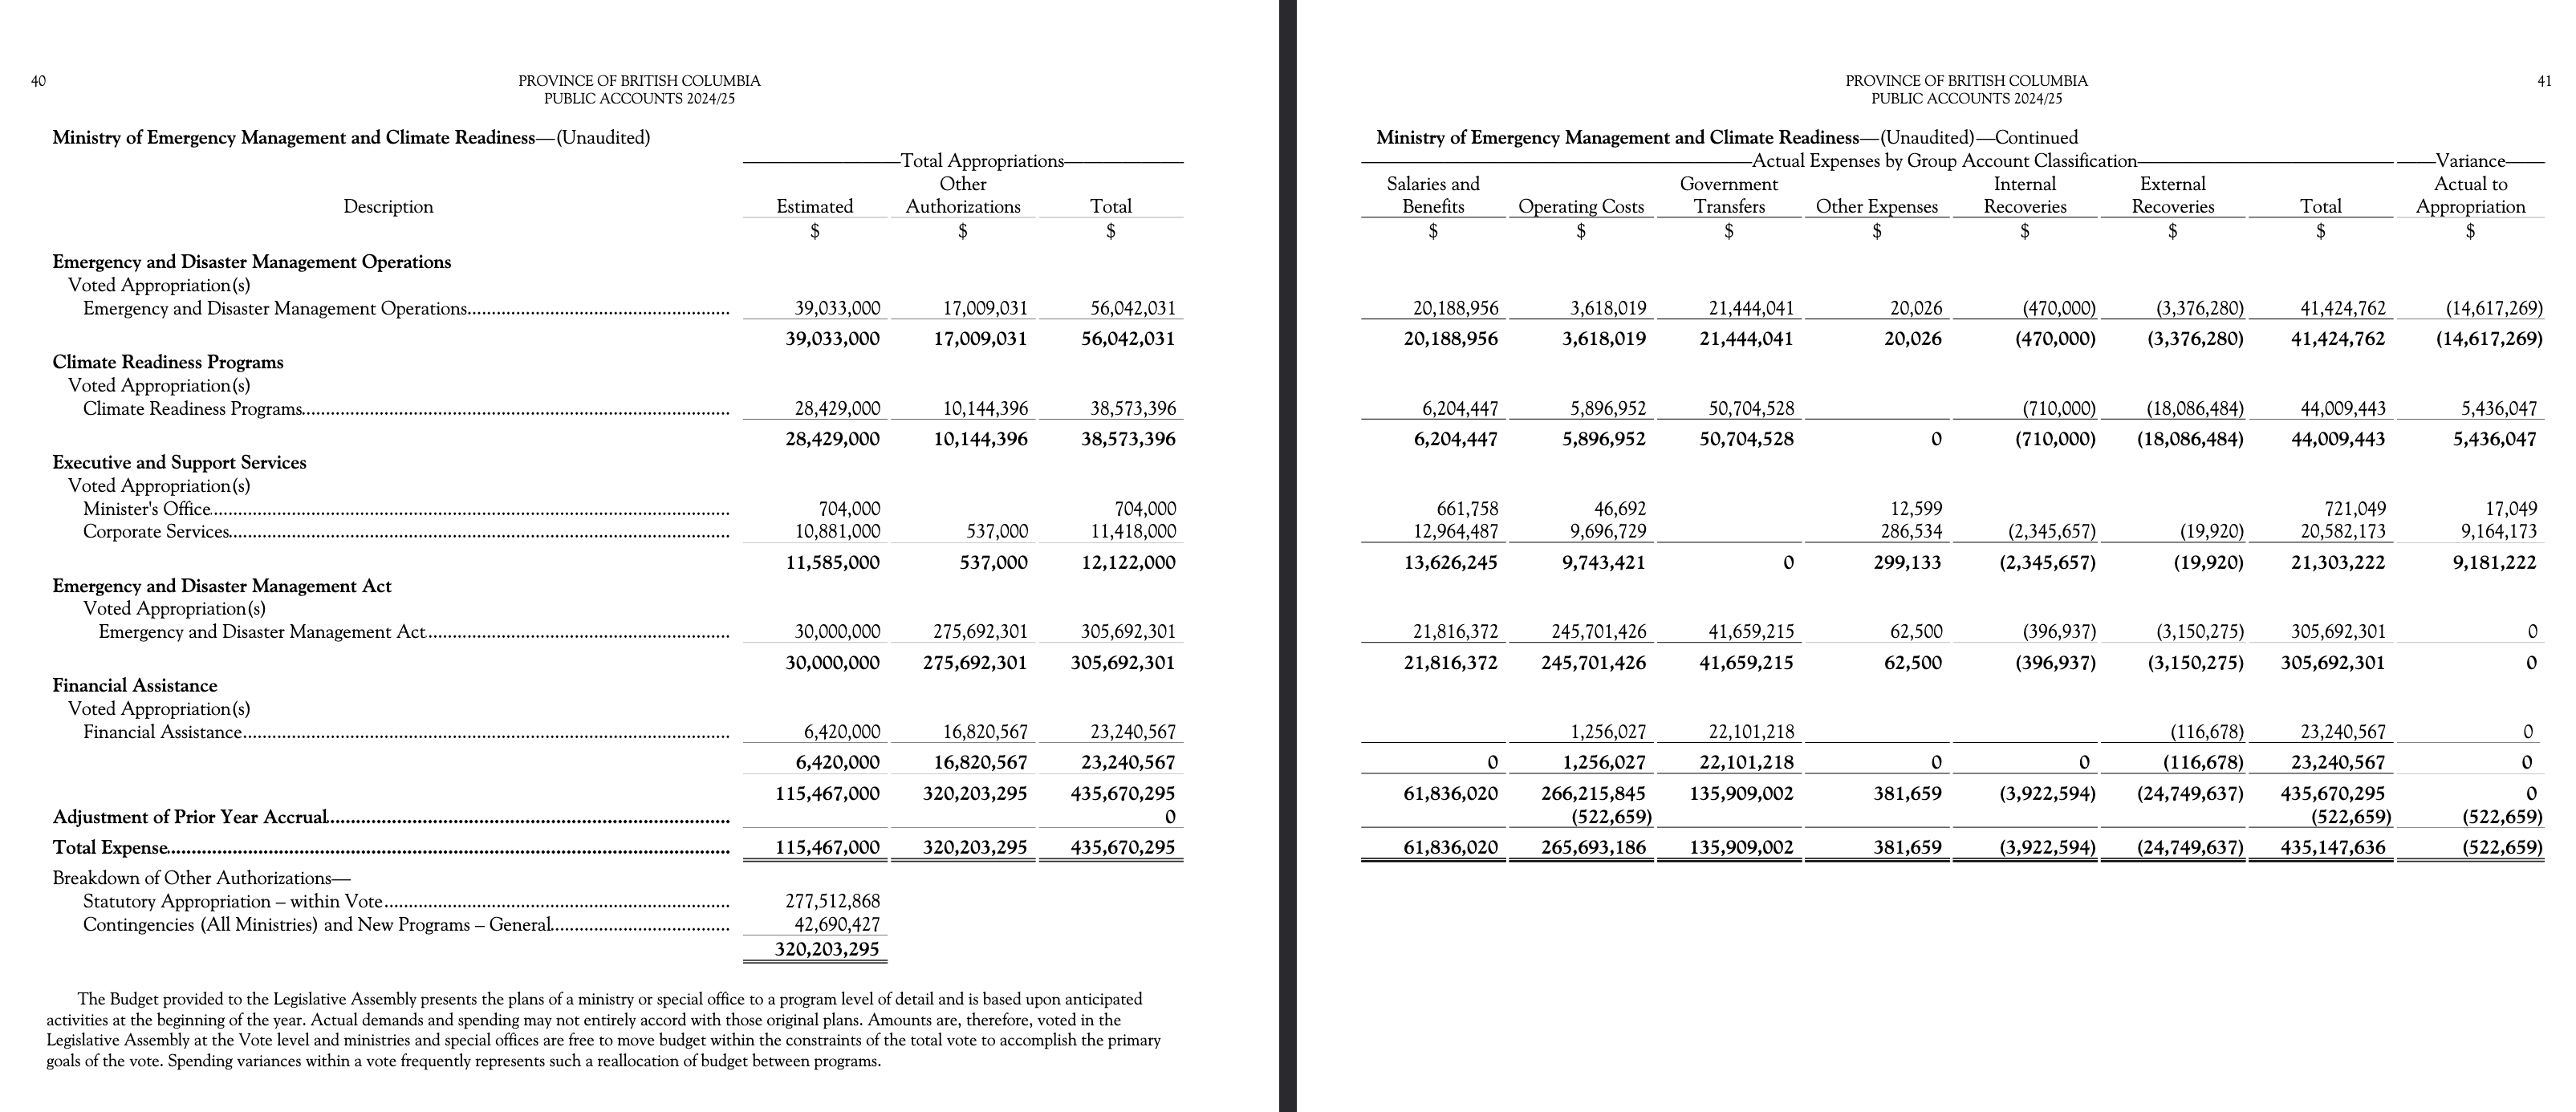 40
PROVINCE OF BRITISH COLUMBIA
PUBLIC ACCOUNTS 2024/25
Ministry of Emergency Management and Climate Readiness—(Unaudited)
Total Appropriations
Other
Description Estimated Authorizations Total
$ $ $
Emergency and Disaster Management Operations
Voted Appropriation(s)
Emergency and Disaster Management Operations 39,033,000 17,009,031 56,042,031
39,033,000 17,009,031 56,042,031
Climate Readiness Programs
Voted Appropriation(s)
Climate Readiness Programs 28,429,000 10,144,396 38,573,396
28,429,000 10,144,396 38,573,396
Executive and Support Services
Voted Appropriation(s)
Minister's Office 704,000 704,000
Corporate Services 10,881,000 537,000 11,418,000
11,585,000 537,000 12,122,000
Emergency and Disaster Management Act
Voted Appropriation(s)
Emergency and Disaster Management Act 30,000,000 275,692,301 305,692,301
30,000,000 275,692,301 305,692,301
Financial Assistance
Voted Appropriation(s)
Financial Assistance 6,420,000 16,820,567 23,240,567
6,420,000 16,820,567 23,240,567
115,467,000 320,203,295 435,670,295
Adjustment of Prior Year Accrual 0
Total Expense 115,467,000 320,203,295 435,670,295
Breakdown of Other Authorizations—
Statutory Appropriation – within Vote 277,512,868
Contingencies (All Ministries) and New Programs – General 42,690,427
320,203,295
The Budget provided to the Legislative Assembly presents the plans of a ministry or special office to a program level of detail and is based upon anticipated
activities at the beginning of the year. Actual demands and spending may not entirely accord with those original plans. Amounts are, therefore, voted in the
Legislative Assembly at the Vote level and ministries and special offices are free to move budget within the constraints of the total vote to accomplish the primary
goals of the vote. Spending variances within a vote frequently represents such a reallocation of budget between programs.
PROVINCE OF BRITISH COLUMBIA
41
PUBLIC ACCOUNTS 2024/25
Ministry of Emergency Management and Climate Readiness—(Unaudited)—Continued
Actual Expenses by Group Account Classification Variance
Salaries and Government Internal External Actual to
Benefits Operating Costs Transfers Other Expenses Recoveries Recoveries Total Appropriation
$ $ $ $ $ $ $ $
20,188,956 3,618,019 21,444,041 20,026 (470,000) (3,376,280) 41,424,762 (14,617,269)
20,188,956 3,618,019 21,444,041 20,026 (470,000) (3,376,280) 41,424,762 (14,617,269)
6,204,447 5,896,952 50,704,528 (710,000) (18,086,484) 44,009,443 5,436,047
6,204,447 5,896,952 50,704,528 0 (710,000) (18,086,484) 44,009,443 5,436,047
661,758 46,692 12,599 721,049 17,049
12,964,487 9,696,729 286,534 (2,345,657) (19,920) 20,582,173 9,164,173
13,626,245 9,743,421 0 299,133 (2,345,657) (19,920) 21,303,222 9,181,222
21,816,372 245,701,426 41,659,215 62,500 (396,937) (3,150,275) 305,692,301 0
21,816,372 245,701,426 41,659,215 62,500 (396,937) (3,150,275) 305,692,301 0
1,256,027 22,101,218 (116,678) 23,240,567 0
0 1,256,027 22,101,218 0 0 (116,678) 23,240,567 0
61,836,020 266,215,845 135,909,002 381,659 (3,922,594) (24,749,637) 435,670,295 0
(522,659) (522,659) (522,659)
61,836,020 265,693,186 135,909,002 381,659 (3,922,594) (24,749,637) 435,147,636 (522,659)